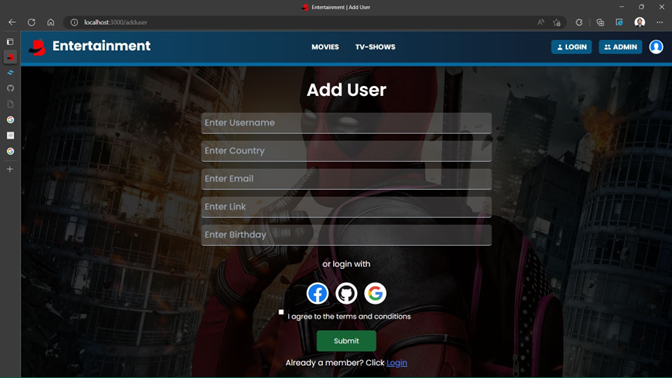 Entertainment | Add User
localhost:3000/adduser
Entertainment
MOVIES
TV-SHOWS
LOGIN
ADMIN
Add User
Enter Username
Enter Country
Enter Email
Enter Link
Enter Birthday
or login with
I agree to the terms and conditions
Submit
Already a member? Click Login